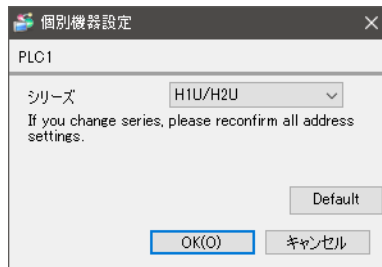 個別機器設定
PLC1
シリーズ H1U/H2U
If you change series, please reconfirm all address
settings.
Default
OK(O) キャンセル